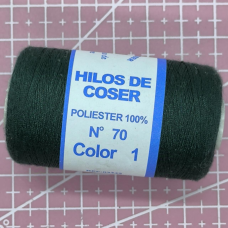 HILOS DE
COSER
POLIESTER 100%
N° 70
Color 1